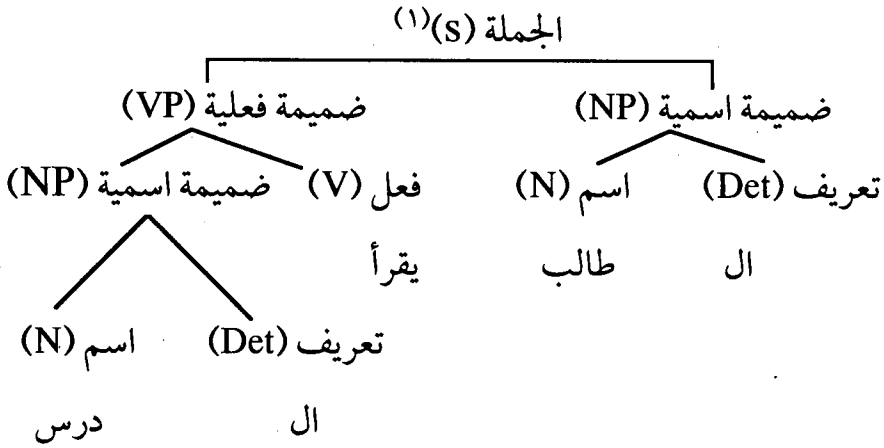 الجملة (S)(١)
ضميمة اسمية (NP) ضميمة فعلية (VP)
تعريف (Det) اسم (N) فعل (V) ضميمة اسمية (NP)
ال طالب يقرأ
تعريف (Det) اسم (N)
ال درس